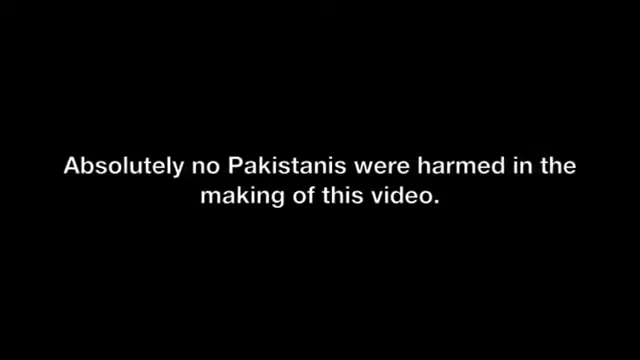 Absolutely no Pakistanis were harmed in the
making of this video.